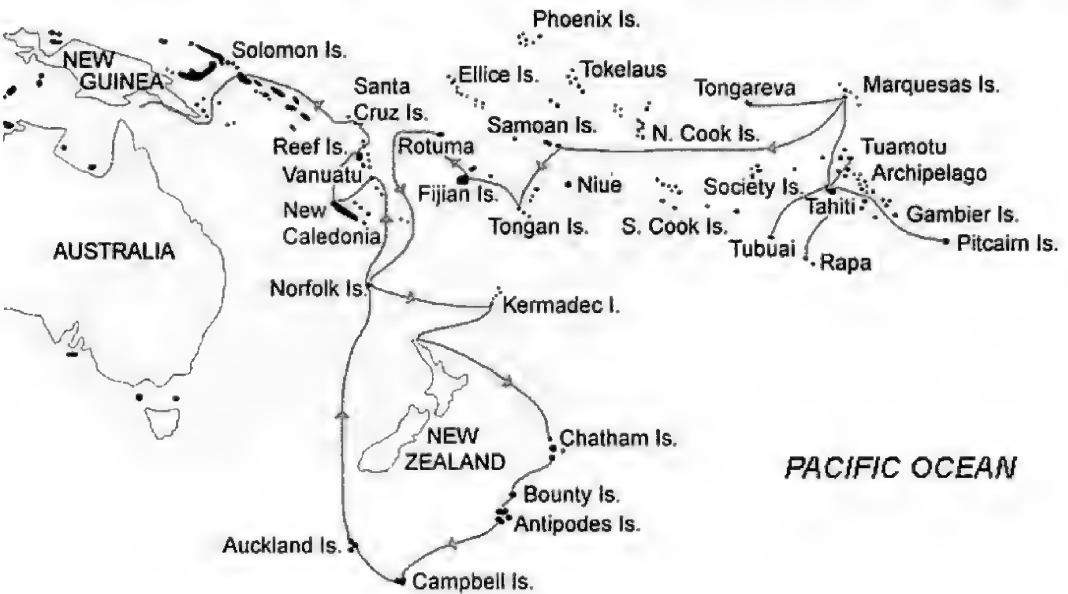 Phoenix Is.
Solomon Is.
NEW
GUINEA
Ellice Is.
Tokelaus
Santa
Cruz Is.
Tongareva
Marquesas Is.
Samoan Is.
N. Cook Is.
Reef Is.
Rotuma
Tuamotu
Archipelago
Vanuatu
Fijian Is.
Niue
Society Is.
Tahiti
New
Caledonia
Tongan Is.
S. Cook Is.
Gambier Is.
AUSTRALIA
Tubuai
Rapa
Pitcairn Is.
Norfolk Is.
Kermadec I.
NEW
ZEALAND
Chatham Is.
PACIFIC OCEAN
Bounty Is.
Antipodes Is.
Auckland Is.
Campbell Is.